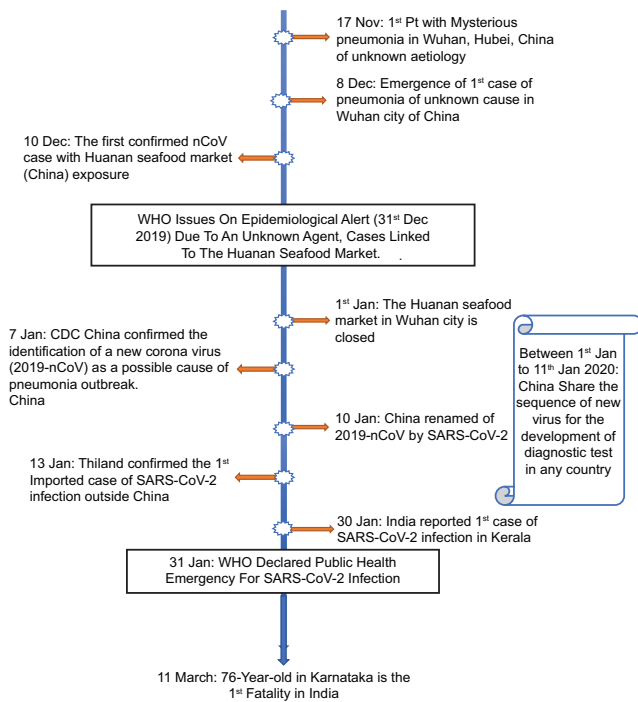 17 Nov: 1st Pt with Mysterious
pneumonia in Wuhan, Hubei, China
of unknown aetiology
8 Dec: Emergence of 1st case of
pneumonia of unknown cause in
Wuhan city of China
10 Dec: The first confirmed nCoV
case with Huanan seafood market
(China) exposure
WHO Issues On Epidemiological Alert (31st Dec
2019) Due To An Unknown Agent, Cases Linked
To The Huanan Seafood Market. .
1st Jan: The Huanan seafood
market in Wuhan city is
closed
7 Jan: CDC China confirmed the
identification of a new corona virus
(2019-nCoV) as a possible cause of
pneumonia outbreak.
China
Between 1st Jan
to 11th Jan 2020:
China Share the
sequence of new
virus for the
development of
diagnostic test
in any country
10 Jan: China renamed of
2019-nCoV by SARS-CoV-2
13 Jan: Thiland confirmed the 1st
Imported case of SARS-CoV-2
infection outside China
30 Jan: India reported 1st case of
SARS-CoV-2 infection in Kerala
31 Jan: WHO Declared Public Health
Emergency For SARS-CoV-2 Infection
11 March: 76-Year-old in Karnataka is the
1st Fatality in India